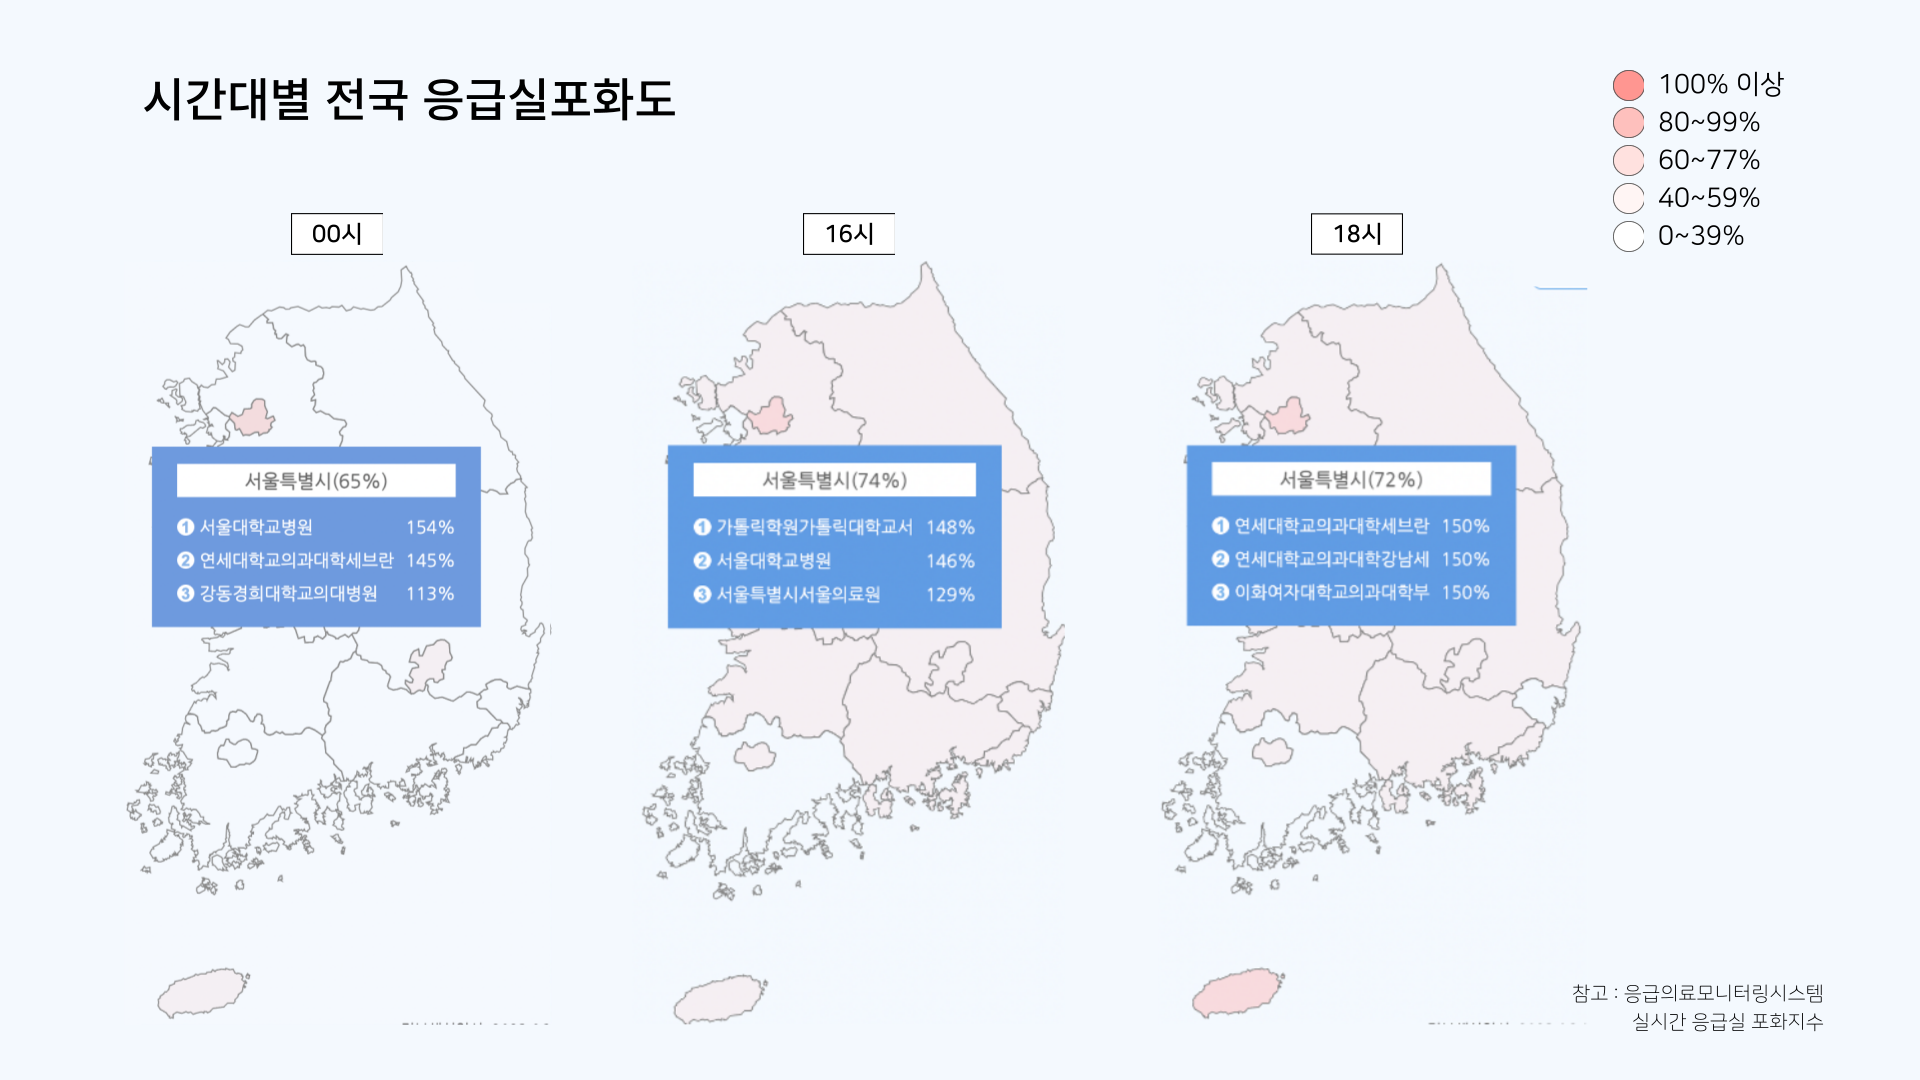 시간대별 전국 응급실포화도
100% 이상
80~99%
60~77%
40~59%
0~39%
00시
16시
18시
서울특별시(65%)
1 서울대학교병원 154%
2 연세대학교의과대학세브란 145%
3 강동경희대학교의대병원 113%
서울특별시(74%)
1 가톨릭학원가톨릭대학교서 148%
2 서울대학교병원 146%
3 서울특별시서울의료원 129%
서울특별시(72%)
1 연세대학교의과대학세브란 150%
2 연세대학교의과대학강남세 150%
3 이화여자대학교의과대학부 150%
참고 : 응급의료모니터링시스템
실시간 응급실 포화지수